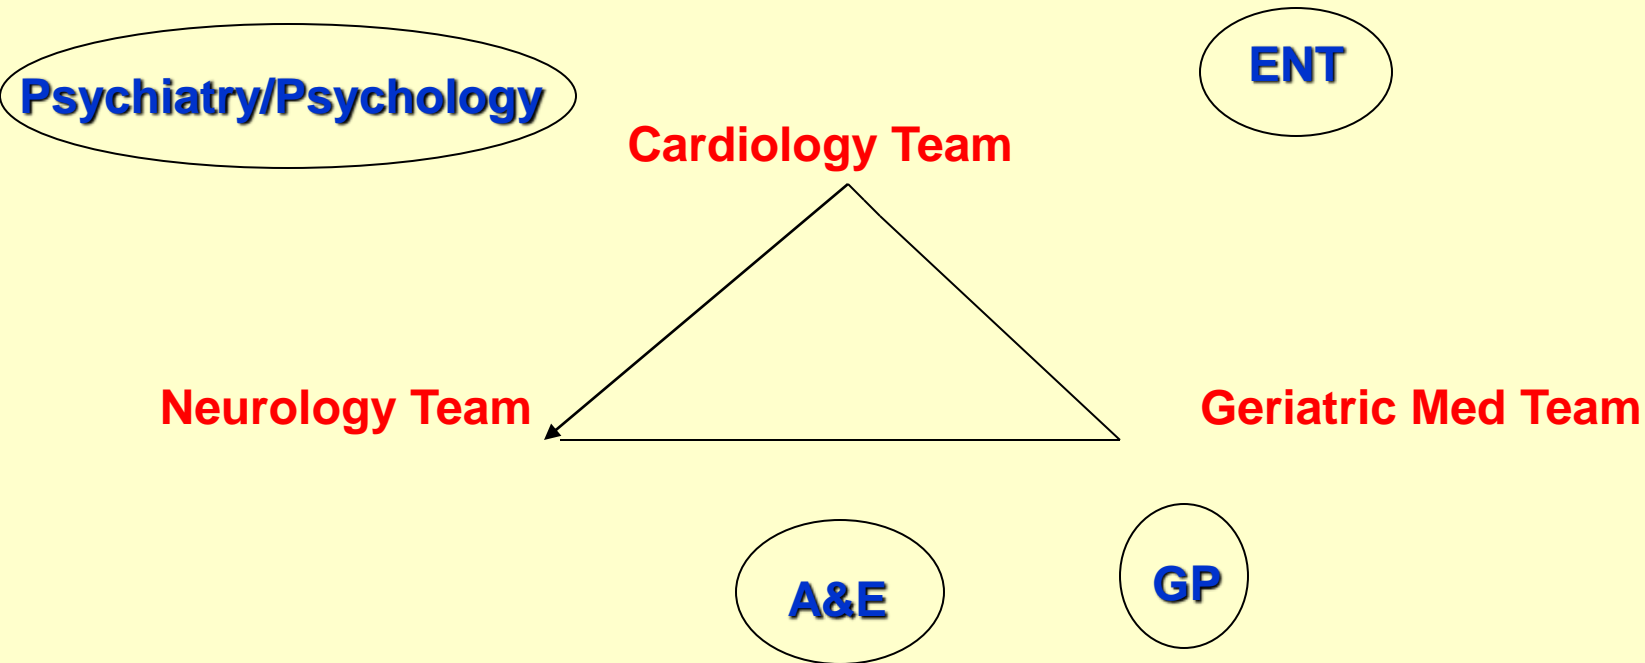 Psychiatry/Psychology
ENT
Cardiology Team
Neurology Team
Geriatric Med Team
A&E
GP